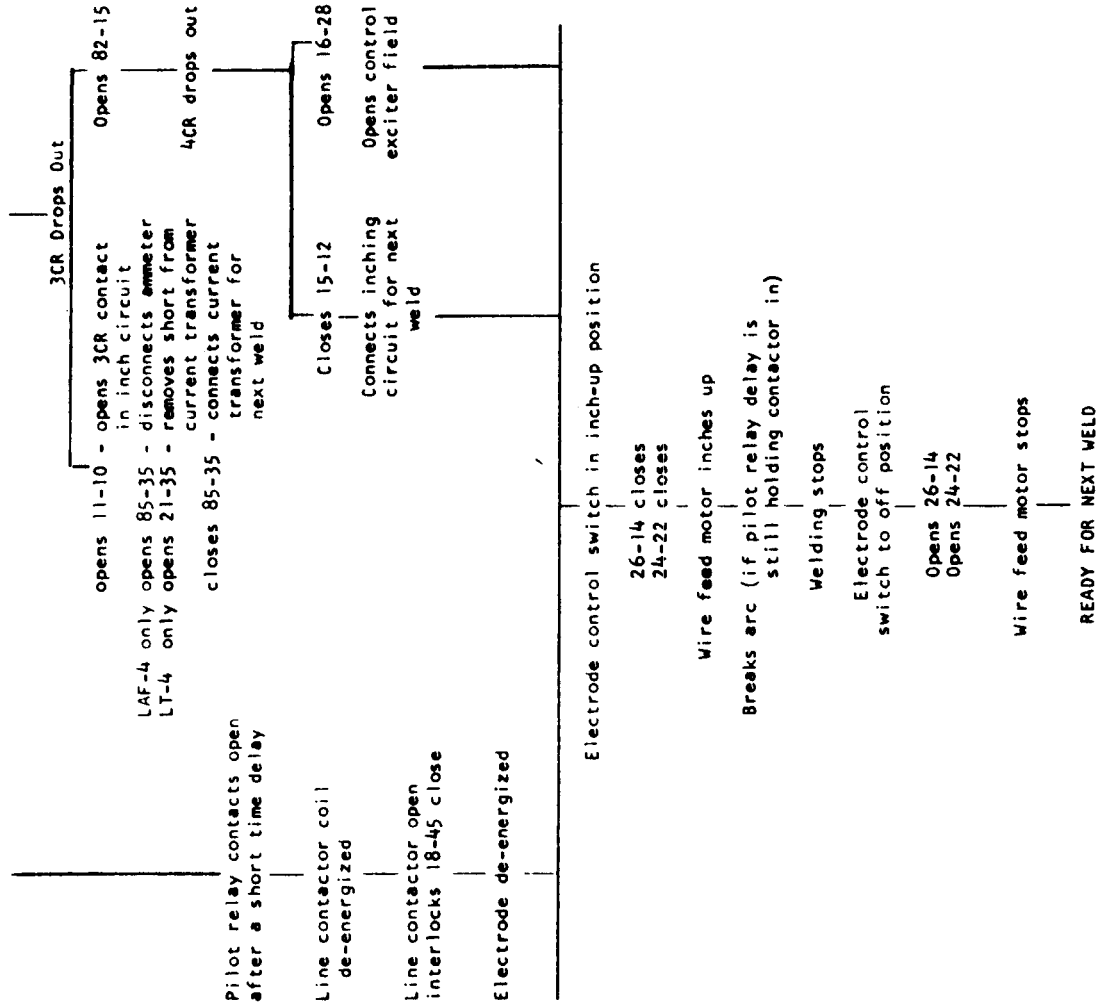 3CR Drops Out
opens 11-10 - opens 3CR contact
in inch circuit
LAF-4 only opens 85-35 - disconnects ammeter
LT-4 only opens 21-35 - removes short from
current transformer
closes 85-35 - connects current
transformer for
next weld
Opens 82-15
4CR drops out
Closes 15-12
Connects inching
circuit for next
weld
Opens 16-28
Opens control
exciter field
Pilot relay contacts open
after a short time delay
Line contactor coil
de-energized
Line contactor open
interlocks 18-45 close
Electrode de-energized
Electrode control switch in inch-up position
26-14 closes
24-22 closes
Wire feed motor inches up
Breaks arc (if pilot relay delay is
still holding contactor in)
Welding stops
Electrode control
switch to off position
Opens 26-14
Opens 24-22
Wire feed motor stops
READY FOR NEXT WELD